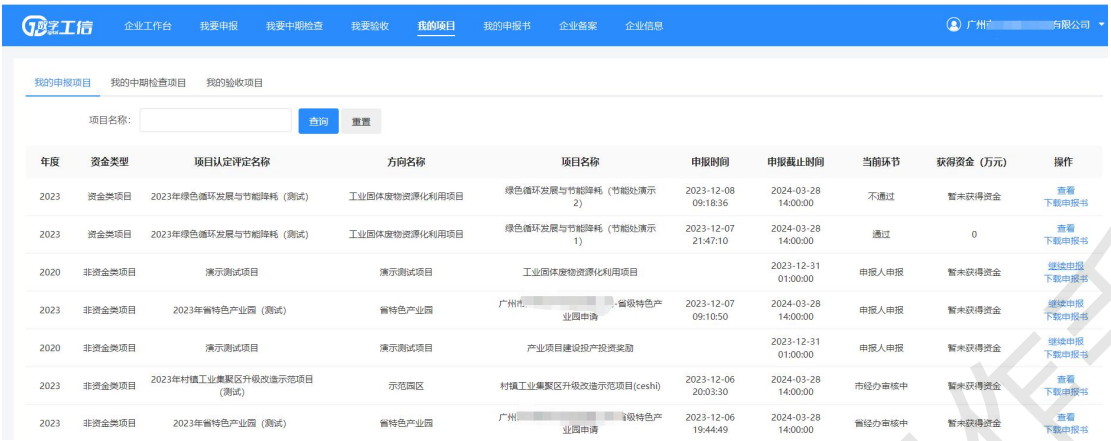 数字工信 企业工作台 我要申报 我要中期检查 我要验收 我的项目 我的申报书 企业备案 企业信息 广州 有限公司
我的申报项目 我的中期检查项目 我的验收项目
项目名称: 查询 重置
年度 资金类型 项目认定评定名称 方向名称 项目名称 申报时间 申报截止时间 当前环节 获得资金 (万元) 操作
2023 资金类项目 2023年绿色循环发展与节能降耗 (测试) 工业固体废物资源化利用项目 绿色循环发展与节能降耗 (节能处演示 2023-12-08 2024-03-28 不通过 暂未获得资金 查看
2) 09:18:36 14:00:00 下载申报书
2023 资金类项目 2023年绿色循环发展与节能降耗 (测试) 工业固体废物资源化利用项目 绿色循环发展与节能降耗 (节能处演示 2023-12-07 2024-03-28 通过 0 查看
1) 21:47:10 14:00:00 下载申报书
2020 非资金类项目 演示测试项目 演示测试项目 工业固体废物资源化利用项目 2023-12-31 申报人申报 暂未获得资金 继续申报
01:00:00 下载申报书
2023 非资金类项目 2023年省特色产业园 (测试) 省特色产业园 广州 -省级特色产 2023-12-07 2024-03-28 申报人申报 暂未获得资金 继续申报
业园申请 09:10:50 14:00:00 下载申报书
2020 非资金类项目 演示测试项目 演示测试项目 产业项目建设投产投资奖励 2023-12-31 申报人申报 暂未获得资金 继续申报
01:00:00 下载申报书
2023 非资金类项目 2023年村镇工业集聚区升级改造示范项目 示范园区 村镇工业集聚区升级改造示范项目(ceshi) 2023-12-06 2024-03-28 市经办审核中 暂未获得资金 查看
(测试) 20:03:30 14:00:00 下载申报书
2023 非资金类项目 2023年省特色产业园 (测试) 省特色产业园 广州 省级特色产 2023-12-06 2024-03-28 省经办审核中 暂未获得资金 查看
业园申请 19:44:49 14:00:00 下载申报书